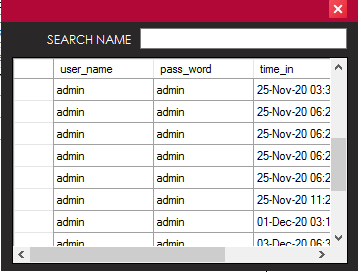 SEARCH NAME
user_name pass_word time_in
admin admin 25-Nov-20 03:3
admin admin 25-Nov-20 06:2
admin admin 25-Nov-20 06:2
admin admin 25-Nov-20 06:2
admin admin 25-Nov-20 06:2
admin admin 25-Nov-20 11:2
admin admin 01-Dec-20 03:1
admin admin 03-Dec-20 06:3